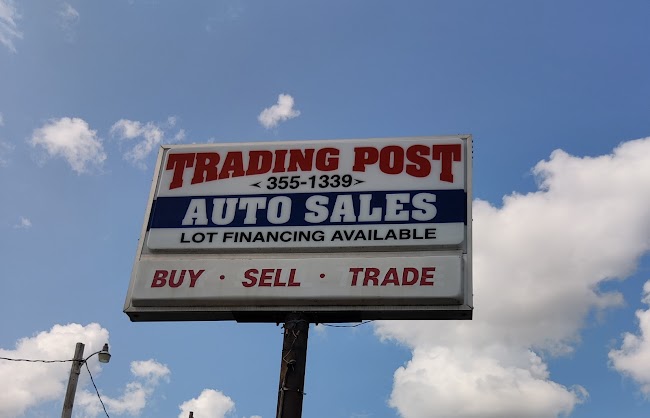 TRADING POST
355-1339
AUTO SALES
LOT FINANCING AVAILABLE
BUY · SELL · TRADE